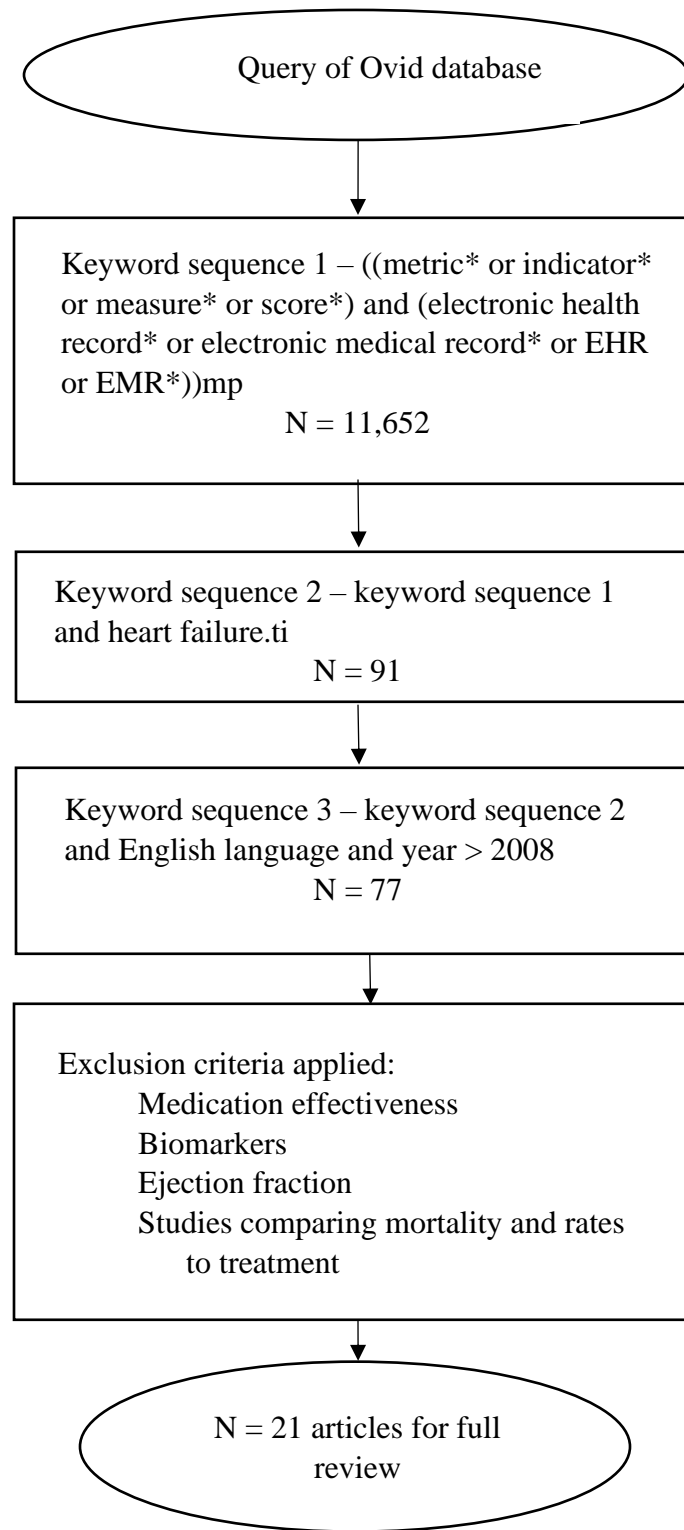 Query of Ovid database
Keyword sequence 1 – ((metric* or indicator*
or measure* or score*) and (electronic health
record* or electronic medical record* or EHR
or EMR*))mp
N = 11,652
Keyword sequence 2 – keyword sequence 1
and heart failure.ti
N = 91
Keyword sequence 3 – keyword sequence 2
and English language and year > 2008
N = 77
Exclusion criteria applied:
Medication effectiveness
Biomarkers
Ejection fraction
Studies comparing mortality and rates
to treatment
N = 21 articles for full
review